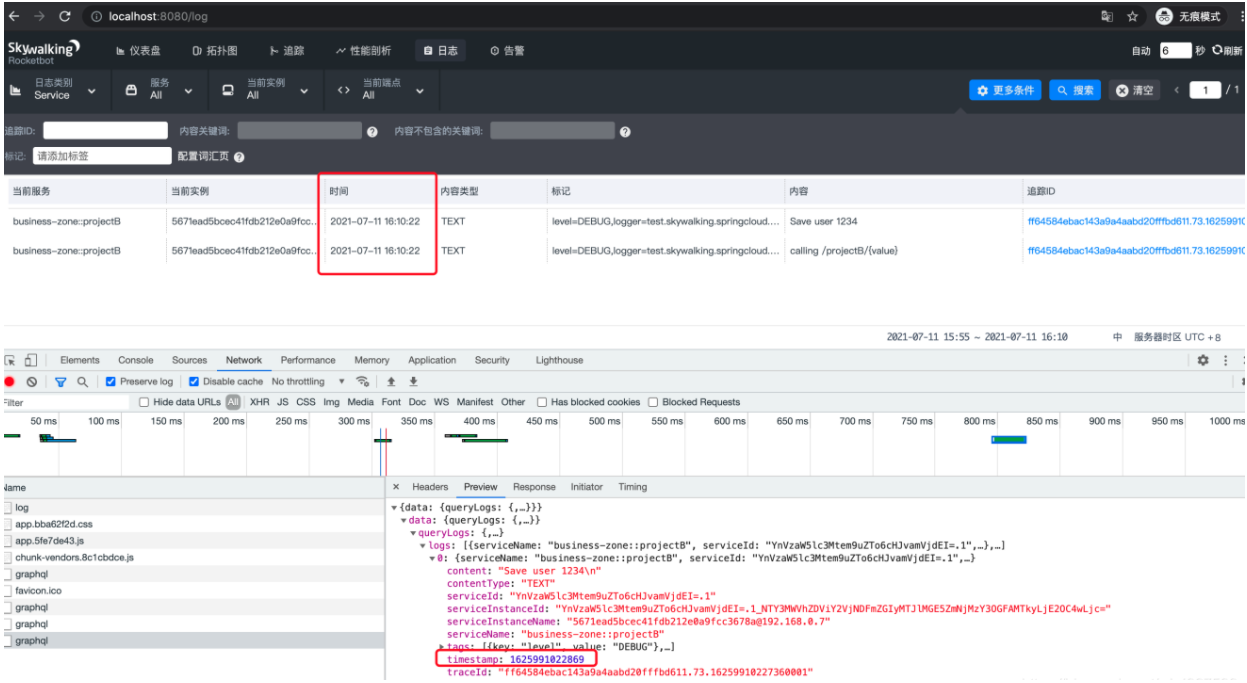 localhost:8080/log 无痕模式
Skywalking
Rocketbot
仪表盘 拓扑图 追踪 性能剖析 日志 告警 自动 6 秒 刷新
日志类别 服务 当前实例 当前端点
Service All All All 更多条件 搜索 清空 1 / 1
追踪ID: 内容关键词: 内容不包含的关键词:
标记: 请添加标签 配置词汇页
当前服务 当前实例 时间 内容类型 标记 内容 追踪ID
business-zone::projectB 5671ead5bcec41fdb212e0a9fcc... 2021-07-11 16:10:22 TEXT level=DEBUG,logger=test.skywalking.springcloud.... Save user 1234 ff64584ebac143a9a4aabd20fffbd611.73.16259910
business-zone::projectB 5671ead5bcec41fdb212e0a9fcc... 2021-07-11 16:10:22 TEXT level=DEBUG,logger=test.skywalking.springcloud.... calling /projectB/{value} ff64584ebac143a9a4aabd20fffbd611.73.16259910
2021-07-11 15:55 ~ 2021-07-11 16:10 中 服务器时区 UTC +8
Elements Console Sources Network Performance Memory Application Security Lighthouse
Preserve log Disable cache No throttling
Filter Hide data URLs All XHR JS CSS Img Media Font Doc WS Manifest Other Has blocked cookies Blocked Requests
50 ms 100 ms 150 ms 200 ms 250 ms 300 ms 350 ms 400 ms 450 ms 500 ms 550 ms 600 ms 650 ms 700 ms 750 ms 800 ms 850 ms 900 ms 950 ms 1000 ms
Name
log
app.bba62f2d.css
app.5fe7de43.js
chunk-vendors.8c1cbdce.js
graphql
favicon.ico
graphql
graphql
graphql
Headers Preview Response Initiator Timing
{data: {queryLogs: {,…}}}
data: {queryLogs: {,…}}
queryLogs: {,…}
logs: [{serviceName: "business-zone::projectB", serviceId: "YnVzaW5lc3Mtem9uZTo6cHJvamVjdEI=.1",…},…]
0: {serviceName: "business-zone::projectB", serviceId: "YnVzaW5lc3Mtem9uZTo6cHJvamVjdEI=.1",…}
content: "Save user 1234\n"
contentType: "TEXT"
serviceId: "YnVzaW5lc3Mtem9uZTo6cHJvamVjdEI=.1"
serviceInstanceId: "YnVzaW5lc3Mtem9uZTo6cHJvamVjdEI=.1_NTY3MWVhZDViY2VjNDFmZGIyMTJlMGE5ZmNjMzY3OGFAMTkyLjE2OC4wLjc="
serviceInstanceName: "5671ead5bcec41fdb212e0a9fcc3678a@192.168.0.7"
serviceName: "business-zone::projectB"
tags: [{key: "level", value: "DEBUG"},…]
timestamp: 1625991022869
traceId: "ff64584ebac143a9a4aabd20fffbd611.73.16259910227360001"